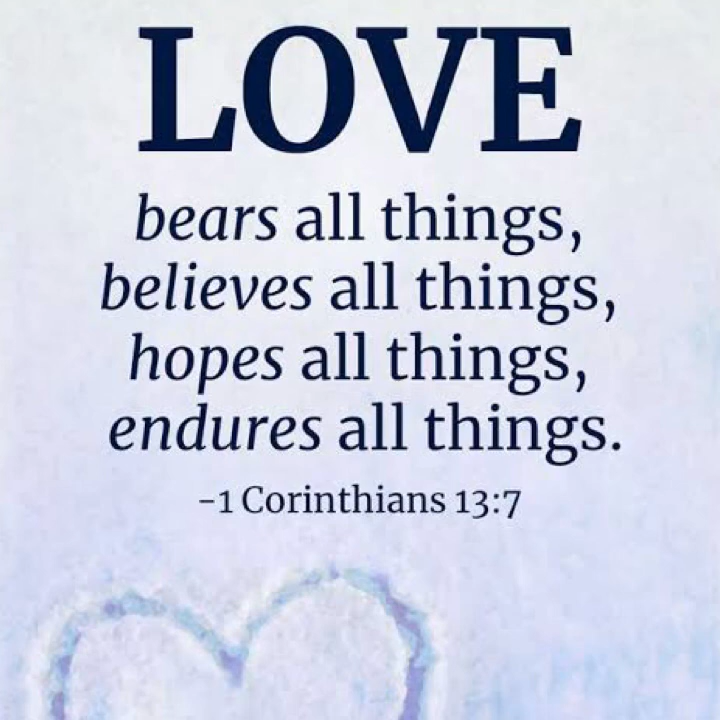 LOVE
bears all things,
believes all things,
hopes all things,
endures all things.
-1 Corinthians 13:7